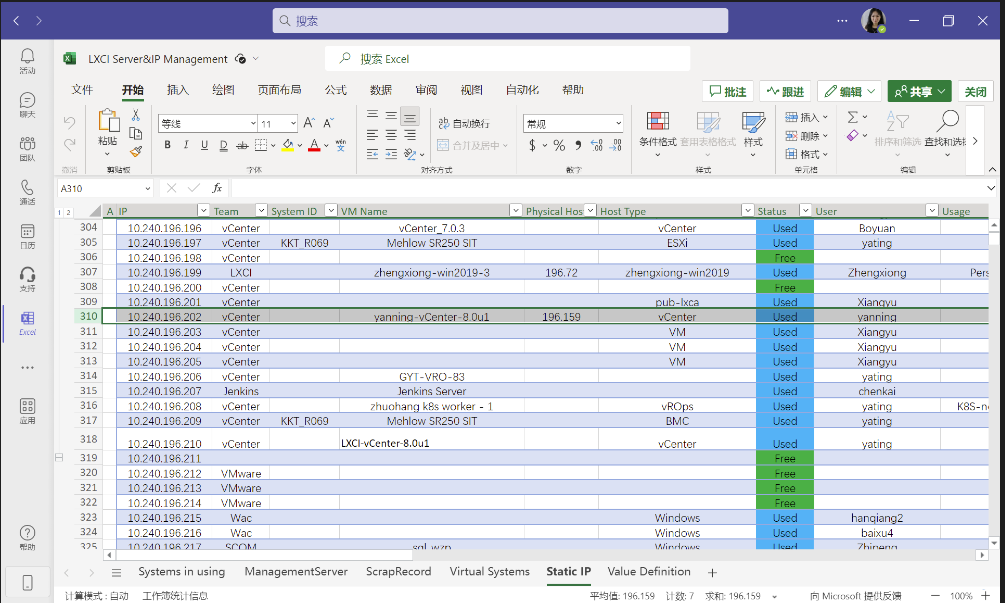 搜索
LXCI Server&IP Management
搜索 Excel
文件 开始 插入 绘图 页面布局 公式 数据 审阅 视图 自动化 帮助 批注 跟进 编辑 共享 关闭
活动
聊天
团队
通话
日历
支持
Excel
应用
帮助
粘贴 等线 11 自动换行 常规 插入
B I U D ab 合并及居中 $ % 条件格式 套用表格格式 样式 删除 排序和筛选 查找和选择
格式
撤消 剪贴板 字体 对齐方式 数字 样式 单元格 编辑
A310 fx
1 2 A IP Team System ID VM Name Physical Hos Host Type Status User Usage
304 10.240.196.196 vCenter vCenter_7.0.3 vCenter Used Boyuan
305 10.240.196.197 vCenter KKT_R069 Mehlow SR250 SIT ESXi Used yating
306 10.240.196.198 vCenter Free
307 10.240.196.199 LXCI zhengxiong-win2019-3 196.72 zhengxiong-win2019 Used Zhengxiong Pers
308 10.240.196.200 vCenter Free
309 10.240.196.201 vCenter pub-lxca Used Xiangyu
310 10.240.196.202 vCenter yanning-vCenter-8.0u1 196.159 vCenter Used yanning
311 10.240.196.203 vCenter VM Used Xiangyu
312 10.240.196.204 vCenter VM Used Xiangyu
313 10.240.196.205 vCenter VM Used Xiangyu
314 10.240.196.206 vCenter GYT-VRO-83 Used yating
315 10.240.196.207 Jenkins Jenkins Server Used chenkai
316 10.240.196.208 vCenter zhuohang k8s worker - 1 vROps Used yating K8S-n
317 10.240.196.209 vCenter KKT_R069 Mehlow SR250 SIT BMC Used yating
318 10.240.196.210 vCenter LXCI-vCenter-8.0u1 vCenter Used yating
319 10.240.196.211 Free
320 10.240.196.212 VMware Free
321 10.240.196.213 VMware Free
322 10.240.196.214 VMware Free
323 10.240.196.215 Wac Windows Used hanqiang2
324 10.240.196.216 Wac Windows Used baixu4
325 10.240.196.217 SCOM sql_wzp Windows Used Zhipeng
Systems in using ManagementServer ScrapRecord Virtual Systems Static IP Value Definition
计算模式：自动 工作簿统计信息 平均值: 196.159 计数: 7 求和: 196.159 向 Microsoft 提供反馈 100%